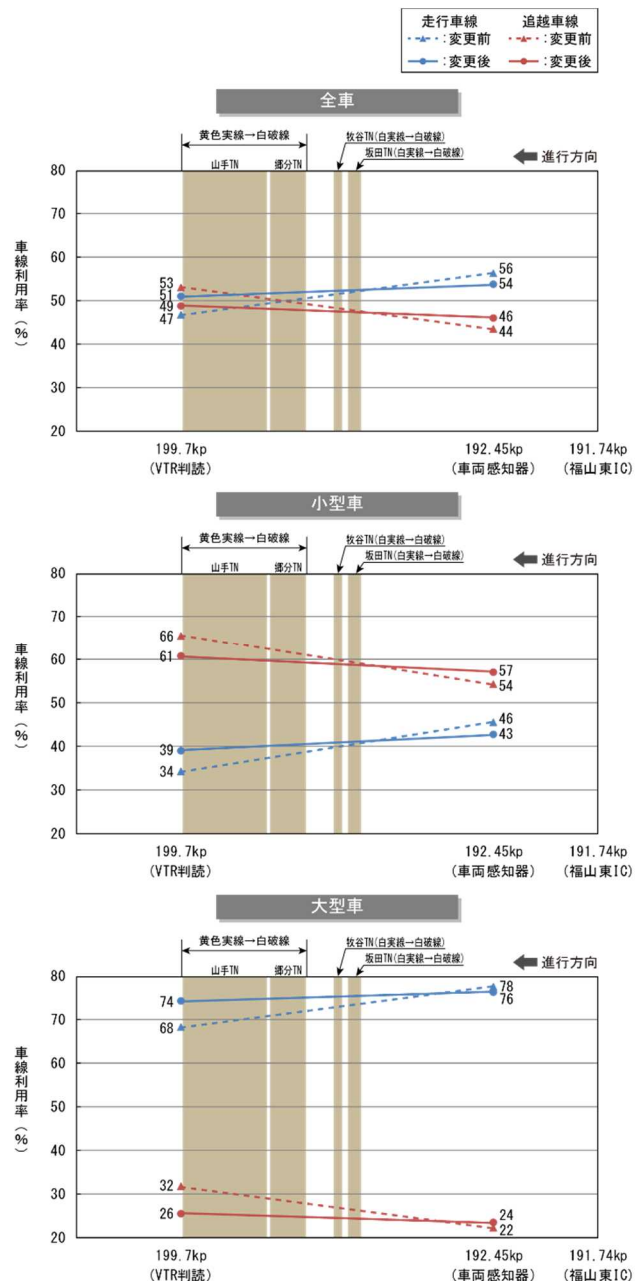 走行車線 追越車線
:変更前 :変更前
:変更後 :変更後
全車
黄色実線→白破線
牧谷TN(白実線→白破線)
坂田TN(白実線→白破線)
進行方向
山手TN 郷分TN
車線利用率(%)
80
70
60
50
40
30
20
53
51
49
47
56
54
46
44
199.7kp 192.45kp 191.74kp
(VTR判読) (車両感知器) (福山東IC)
小型車
黄色実線→白破線
牧谷TN(白実線→白破線)
坂田TN(白実線→白破線)
進行方向
山手TN 郷分TN
車線利用率(%)
80
70
60
50
40
30
20
66
61
39
34
57
54
46
43
199.7kp 192.45kp 191.74kp
(VTR判読) (車両感知器) (福山東IC)
大型車
黄色実線→白破線
牧谷TN(白実線→白破線)
坂田TN(白実線→白破線)
進行方向
山手TN 郷分TN
車線利用率(%)
80
70
60
50
40
30
20
74
68
32
26
78
76
24
22
199.7kp 192.45kp 191.74kp
(VTR判読) (車両感知器) (福山東IC)